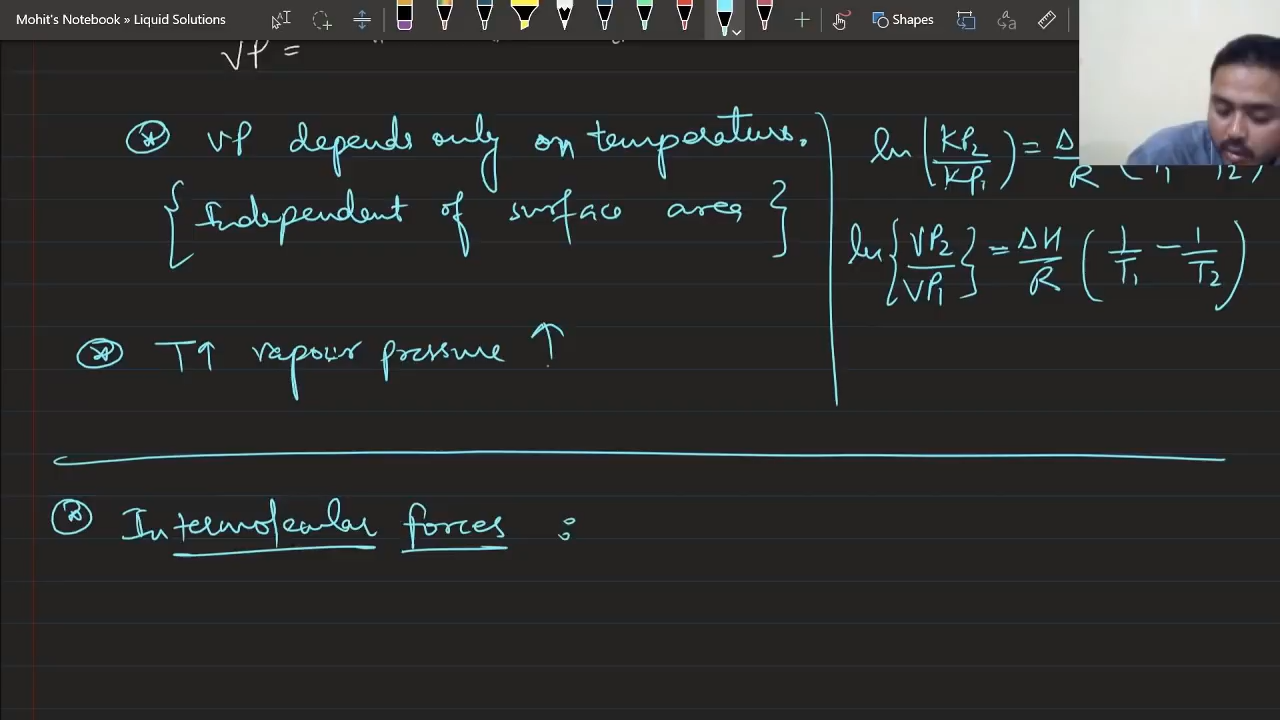 Mohit's Notebook » Liquid Solutions
Shapes
VP =
VP depends only on temperature.
{ Independent of surface area }
T↑ vapour pressure ↑
ln(KP₂/KP₁) = Δ/R ( T₂ )
ln{VP₂/VP₁} = ΔH/R (1/T₁ − 1/T₂)
Intermolecular forces :